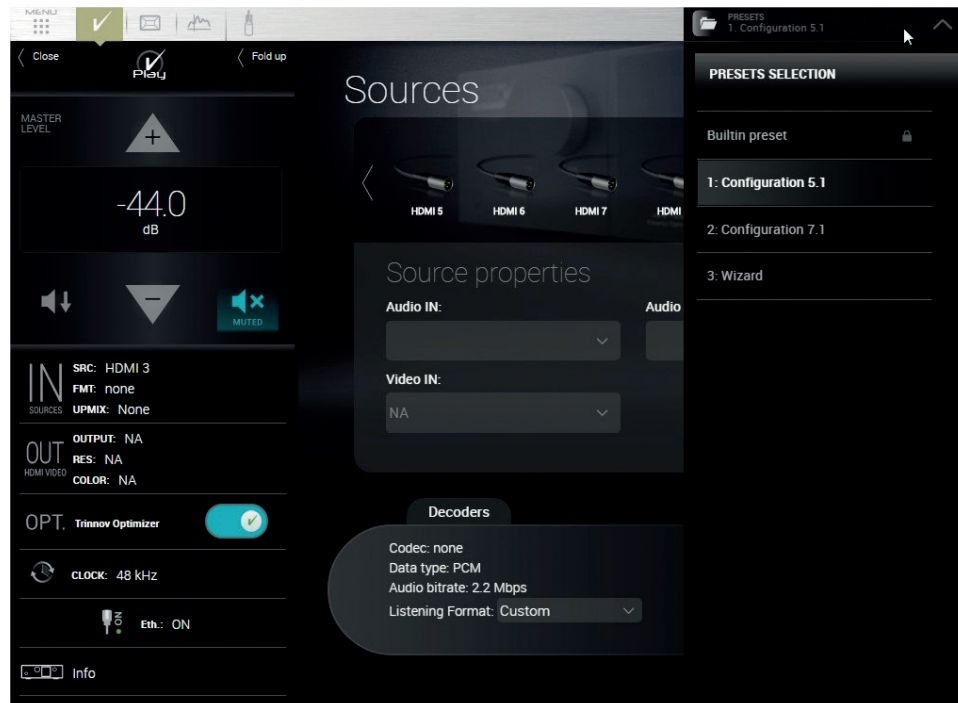 MENU
PRESETS
1. Configuration 5.1
Close
Play
Fold up
MASTER
LEVEL
+
-44.0
dB
−
MUTED
IN
SOURCES
SRC: HDMI 3
FMT: none
UPMIX: None
OUT
HDMI VIDEO
OUTPUT: NA
RES: NA
COLOR: NA
OPT. Trinnov Optimizer
CLOCK: 48 kHz
ON
Eth.: ON
Info
Sources
HDMI 5 HDMI 6 HDMI 7 HDMI
Source properties
Audio IN: Audio
Video IN:
NA
Decoders
Codec: none
Data type: PCM
Audio bitrate: 2.2 Mbps
Listening Format: Custom
PRESETS SELECTION
Builtin preset
1: Configuration 5.1
2: Configuration 7.1
3: Wizard